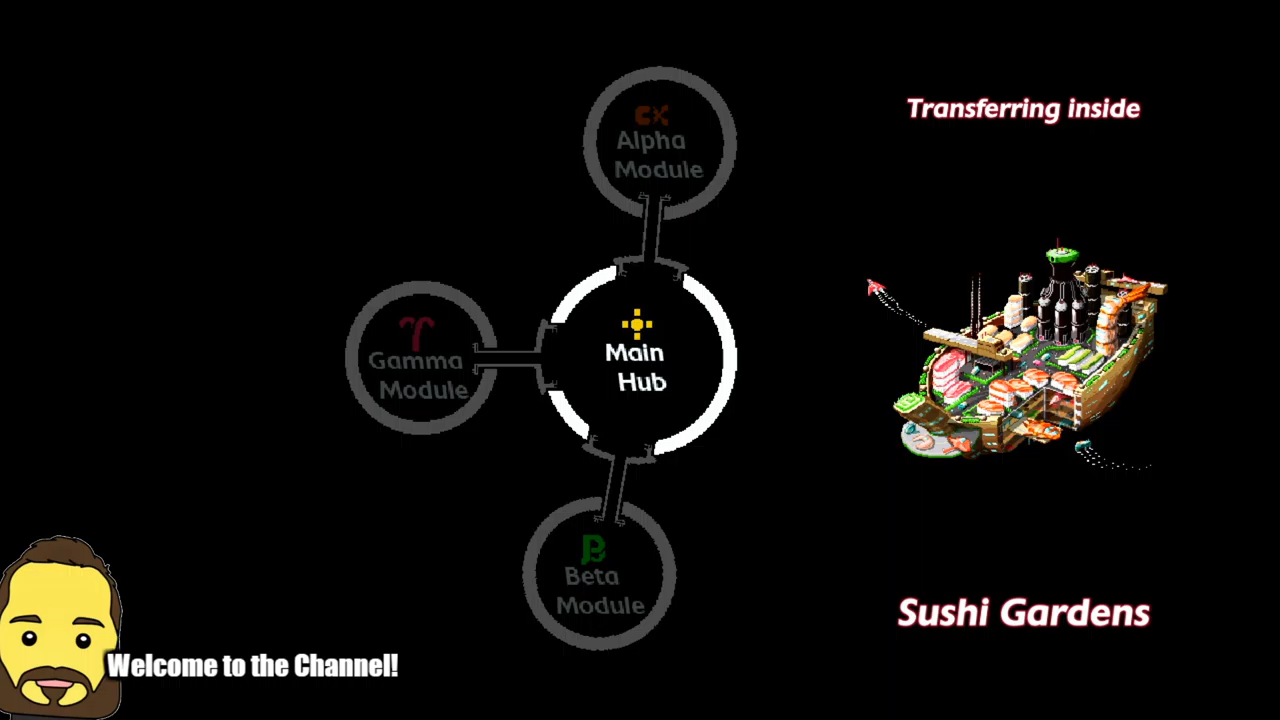 Transferring inside
Alpha
Module
Main
Hub
Gamma
Module
Beta
Module
Sushi Gardens
Welcome to the Channel!